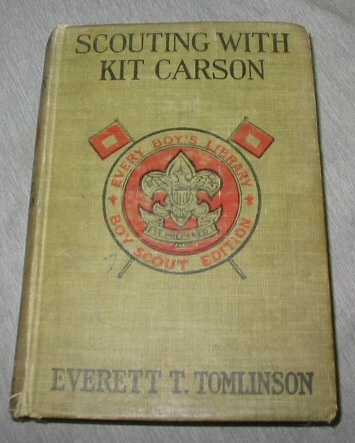 SCOUTING WITH
KIT CARSON
EVERY BOY'S LIBRARY
BE PREPARED
BOY SCOUT EDITION
EVERETT T. TOMLINSON